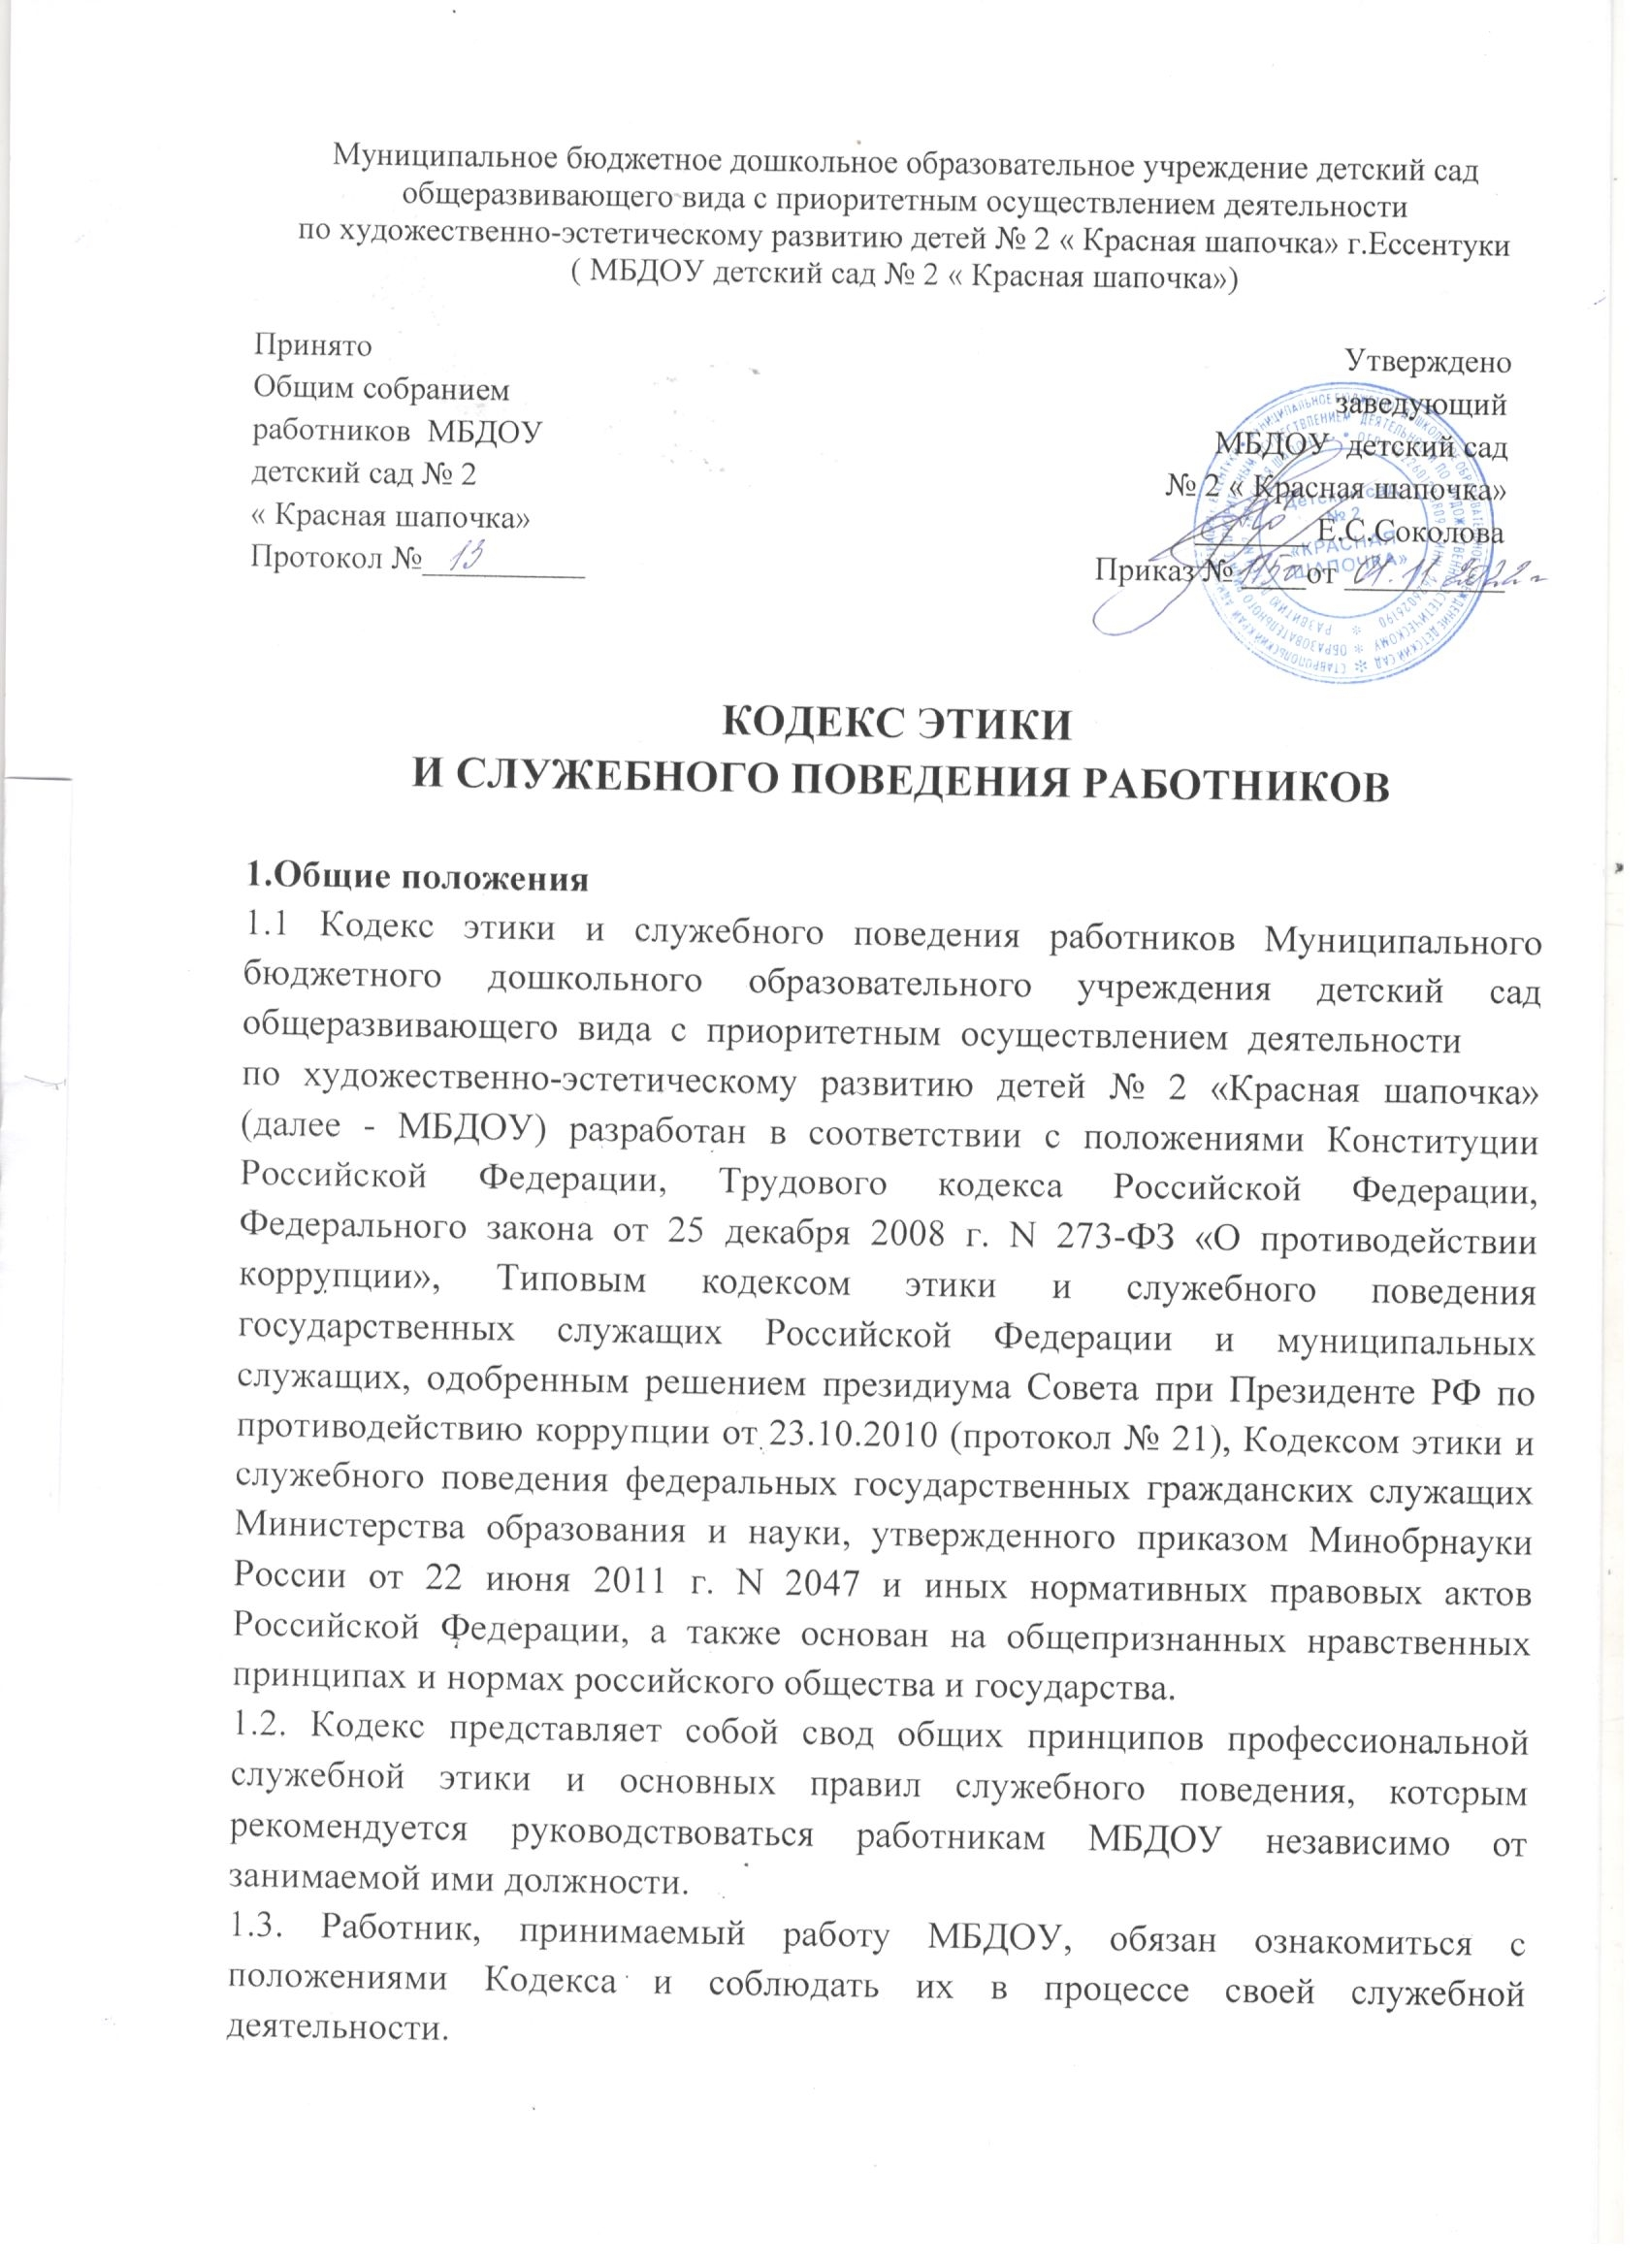 Муниципальное бюджетное дошкольное образовательное учреждение детский сад
общеразвивающего вида с приоритетным осуществлением деятельности
по художественно-эстетическому развитию детей № 2 « Красная шапочка» г.Ессентуки
( МБДОУ детский сад № 2 « Красная шапочка»)
Принято
Общим собранием
работников МБДОУ
детский сад № 2
« Красная шапочка»
Протокол № 13
Утверждено
заведующий
МБДОУ детский сад
№ 2 « Красная шапочка»
Е.С.Соколова
Приказ № от 01.11.2022 г
детский сад
№ 2
«КРАСНАЯ
ШАПОЧКА»
КОДЕКС ЭТИКИ
И СЛУЖЕБНОГО ПОВЕДЕНИЯ РАБОТНИКОВ
1.Общие положения
1.1 Кодекс этики и служебного поведения работников Муниципального
бюджетного дошкольного образовательного учреждения детский сад
общеразвивающего вида с приоритетным осуществлением деятельности
по художественно-эстетическому развитию детей № 2 «Красная шапочка»
(далее - МБДОУ) разработан в соответствии с положениями Конституции
Российской Федерации, Трудового кодекса Российской Федерации,
Федерального закона от 25 декабря 2008 г. N 273-ФЗ «О противодействии
коррупции», Типовым кодексом этики и служебного поведения
государственных служащих Российской Федерации и муниципальных
служащих, одобренным решением президиума Совета при Президенте РФ по
противодействию коррупции от 23.10.2010 (протокол № 21), Кодексом этики и
служебного поведения федеральных государственных гражданских служащих
Министерства образования и науки, утвержденного приказом Минобрнауки
России от 22 июня 2011 г. N 2047 и иных нормативных правовых актов
Российской Федерации, а также основан на общепризнанных нравственных
принципах и нормах российского общества и государства.
1.2. Кодекс представляет собой свод общих принципов профессиональной
служебной этики и основных правил служебного поведения, которым
рекомендуется руководствоваться работникам МБДОУ независимо от
занимаемой ими должности.
1.3. Работник, принимаемый работу МБДОУ, обязан ознакомиться с
положениями Кодекса и соблюдать их в процессе своей служебной
деятельности.